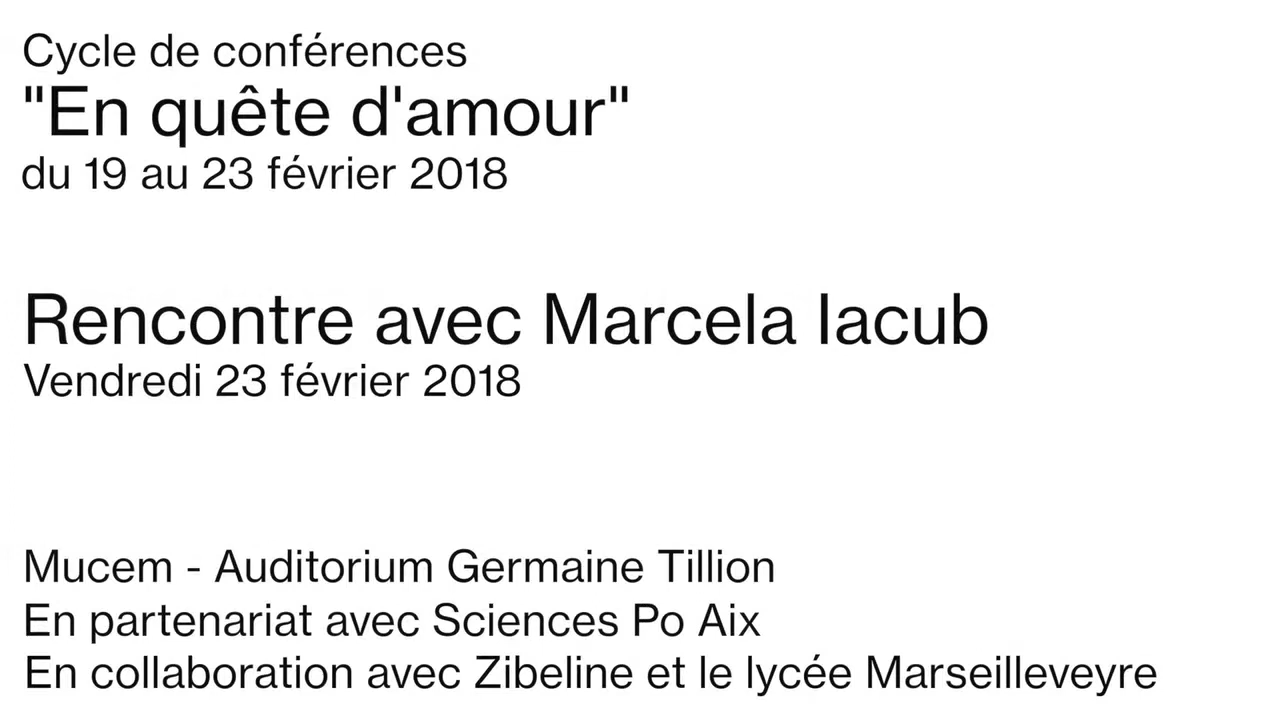 Cycle de conférences
"En quête d'amour"
du 19 au 23 février 2018
Rencontre avec Marcela Iacub
Vendredi 23 février 2018
Mucem - Auditorium Germaine Tillion
En partenariat avec Sciences Po Aix
En collaboration avec Zibeline et le lycée Marseilleveyre